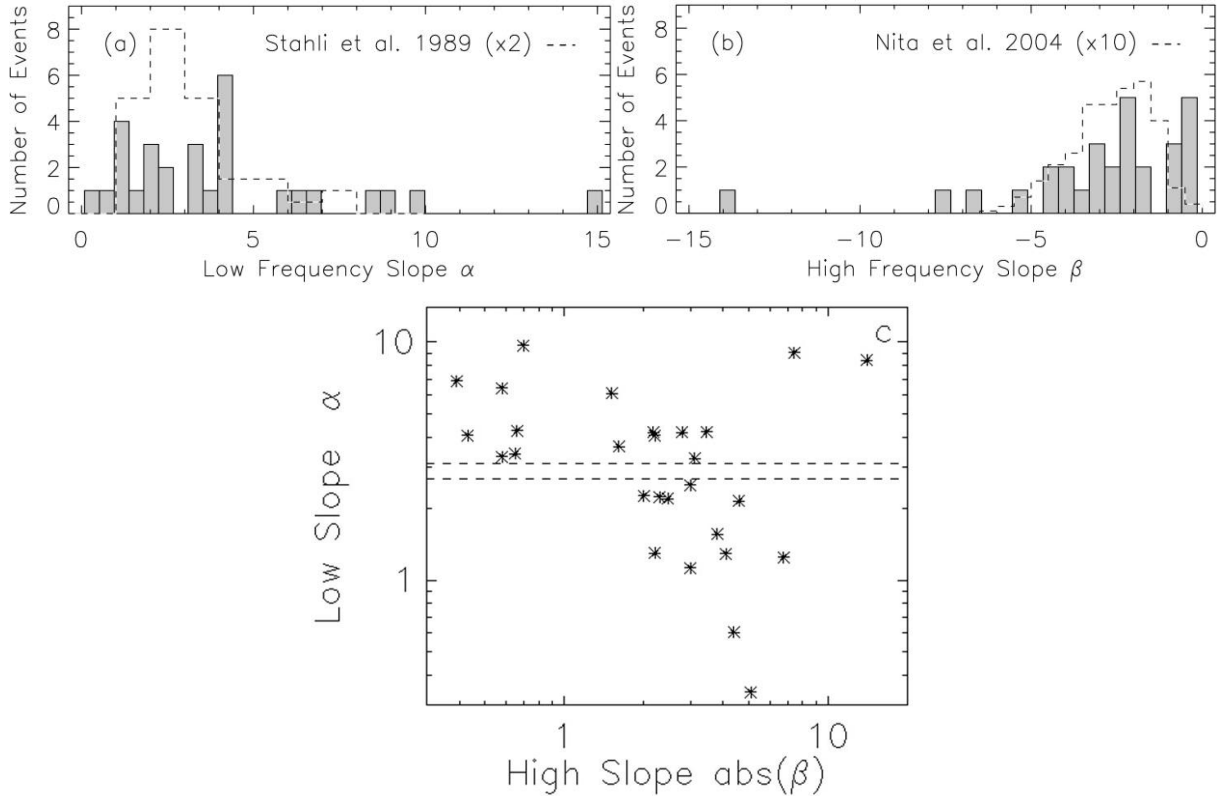 Number of Events
8
6
4
2
0
(a)
Stahli et al. 1989 (x2)
0 5 10 15
Low Frequency Slope α
Number of Events
8
6
4
2
0
(b)
Nita et al. 2004 (x10)
−15 −10 −5 0
High Frequency Slope β
Low Slope α
10
1
C
1 10
High Slope abs(β)